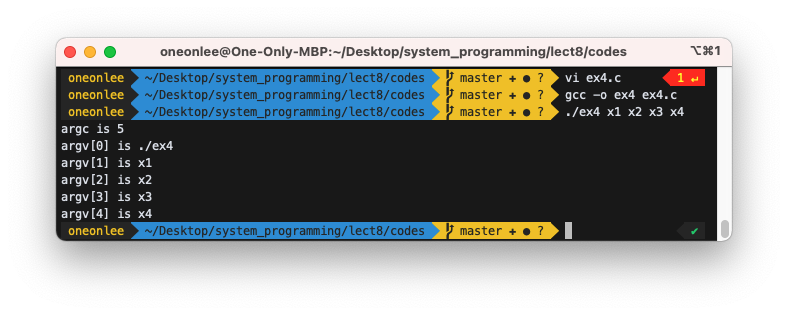 oneonlee@One-Only-MBP:~/Desktop/system_programming/lect8/codes ⌥⌘1
oneonlee ~/Desktop/system_programming/lect8/codes master + ● ? vi ex4.c 1 ↵
oneonlee ~/Desktop/system_programming/lect8/codes master + ● ? gcc -o ex4 ex4.c
oneonlee ~/Desktop/system_programming/lect8/codes master + ● ? ./ex4 x1 x2 x3 x4
argc is 5
argv[0] is ./ex4
argv[1] is x1
argv[2] is x2
argv[3] is x3
argv[4] is x4
oneonlee ~/Desktop/system_programming/lect8/codes master + ● ? ✔